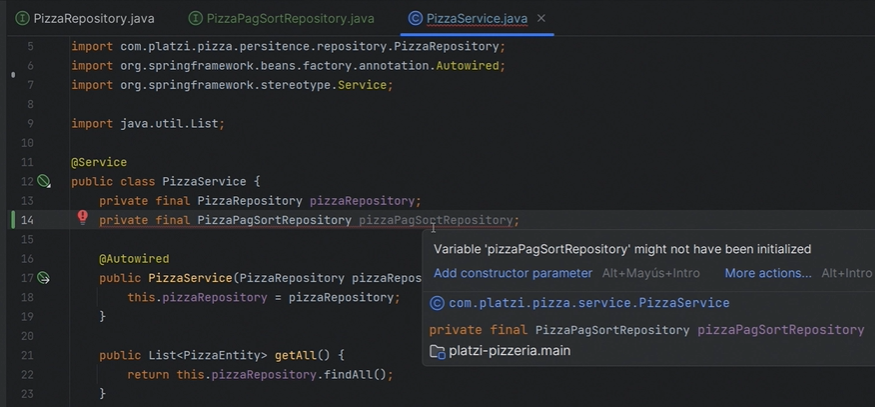 PizzaRepository.java PizzaPagSortRepository.java PizzaService.java
5 import com.platzi.pizza.persitence.repository.PizzaRepository;
6 import org.springframework.beans.factory.annotation.Autowired;
7 import org.springframework.stereotype.Service;
8
9 import java.util.List;
10
11 @Service
12 public class PizzaService {
13 private final PizzaRepository pizzaRepository;
14 private final PizzaPagSortRepository pizzaPagSortRepository;
15
Variable 'pizzaPagSortRepository' might not have been initialized
16 @Autowired
17 public PizzaService(PizzaRepository pizzaRepos
Add constructor parameter Alt+Mayús+Intro More actions... Alt+Intro
18 this.pizzaRepository = pizzaRepository;
com.platzi.pizza.service.PizzaService
19 }
private final PizzaPagSortRepository pizzaPagSortRepository
20
platzi-pizzeria.main
21 public List<PizzaEntity> getAll() {
22 return this.pizzaRepository.findAll();
23 }